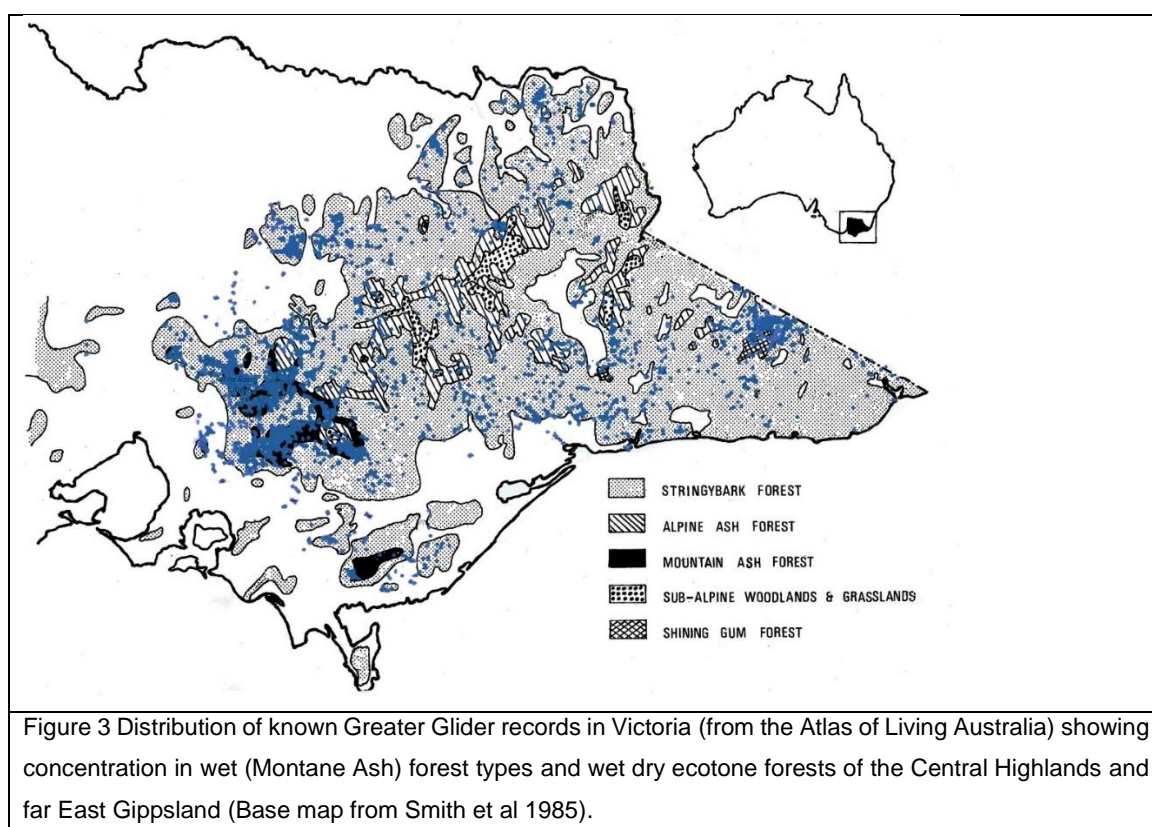 STRINGYBARK FOREST
ALPINE ASH FOREST
MOUNTAIN ASH FOREST
SUB-ALPINE WOODLANDS & GRASSLANDS
SHINING GUM FOREST
Figure 3 Distribution of known Greater Glider records in Victoria (from the Atlas of Living Australia) showing
concentration in wet (Montane Ash) forest types and wet dry ecotone forests of the Central Highlands and
far East Gippsland (Base map from Smith et al 1985).